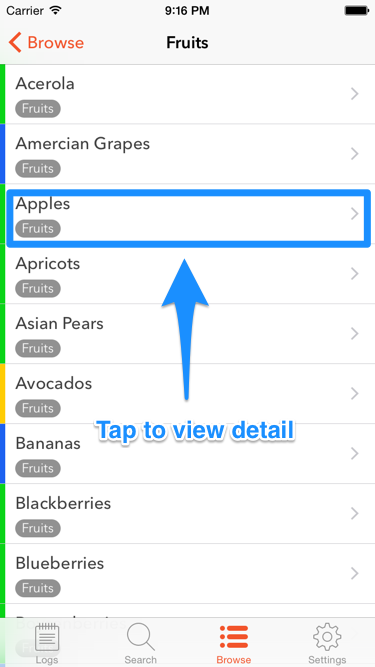 Carrier 9:16 PM
Browse Fruits
Acerola
Fruits
Amercian Grapes
Fruits
Apples
Fruits
Apricots
Fruits
Asian Pears
Fruits
Avocados
Fruits
Tap to view detail
Bananas
Fruits
Blackberries
Fruits
Blueberries
Fruits
Logs Search Browse Settings